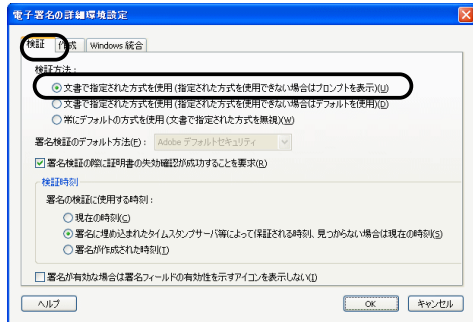 電子署名の詳細環境設定
検証 作成 Windows 統合
検証方法:
文書で指定された方式を使用(指定された方式を使用できない場合はプロンプトを表示)(U)
文書で指定された方式を使用(指定された方式を使用できない場合はデフォルトを使用)(D)
常にデフォルトの方式を使用(文書で指定された方式を無視)(W)
署名検証のデフォルト方法(F): Adobe デフォルトセキュリティ
署名検証の際に証明書の失効確認が成功することを要求(R)
検証時刻
署名の検証に使用する時刻:
現在の時刻(C)
署名に埋め込まれたタイムスタンプサーバ等によって保証される時刻、見つからない場合は現在の時刻(S)
署名が作成された時刻(T)
署名が有効な場合は署名フィールドの有効性を示すアイコンを表示しない(I)
ヘルプ OK キャンセル